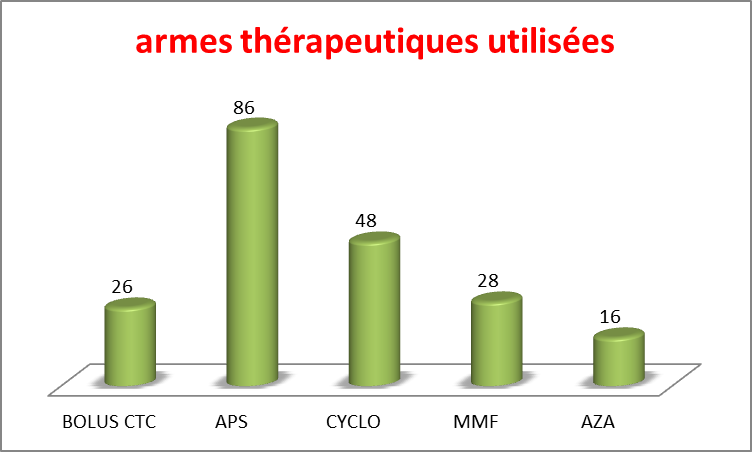 armes thérapeutiques utilisées
86
48
26
28
16
BOLUS CTC APS CYCLO MMF AZA